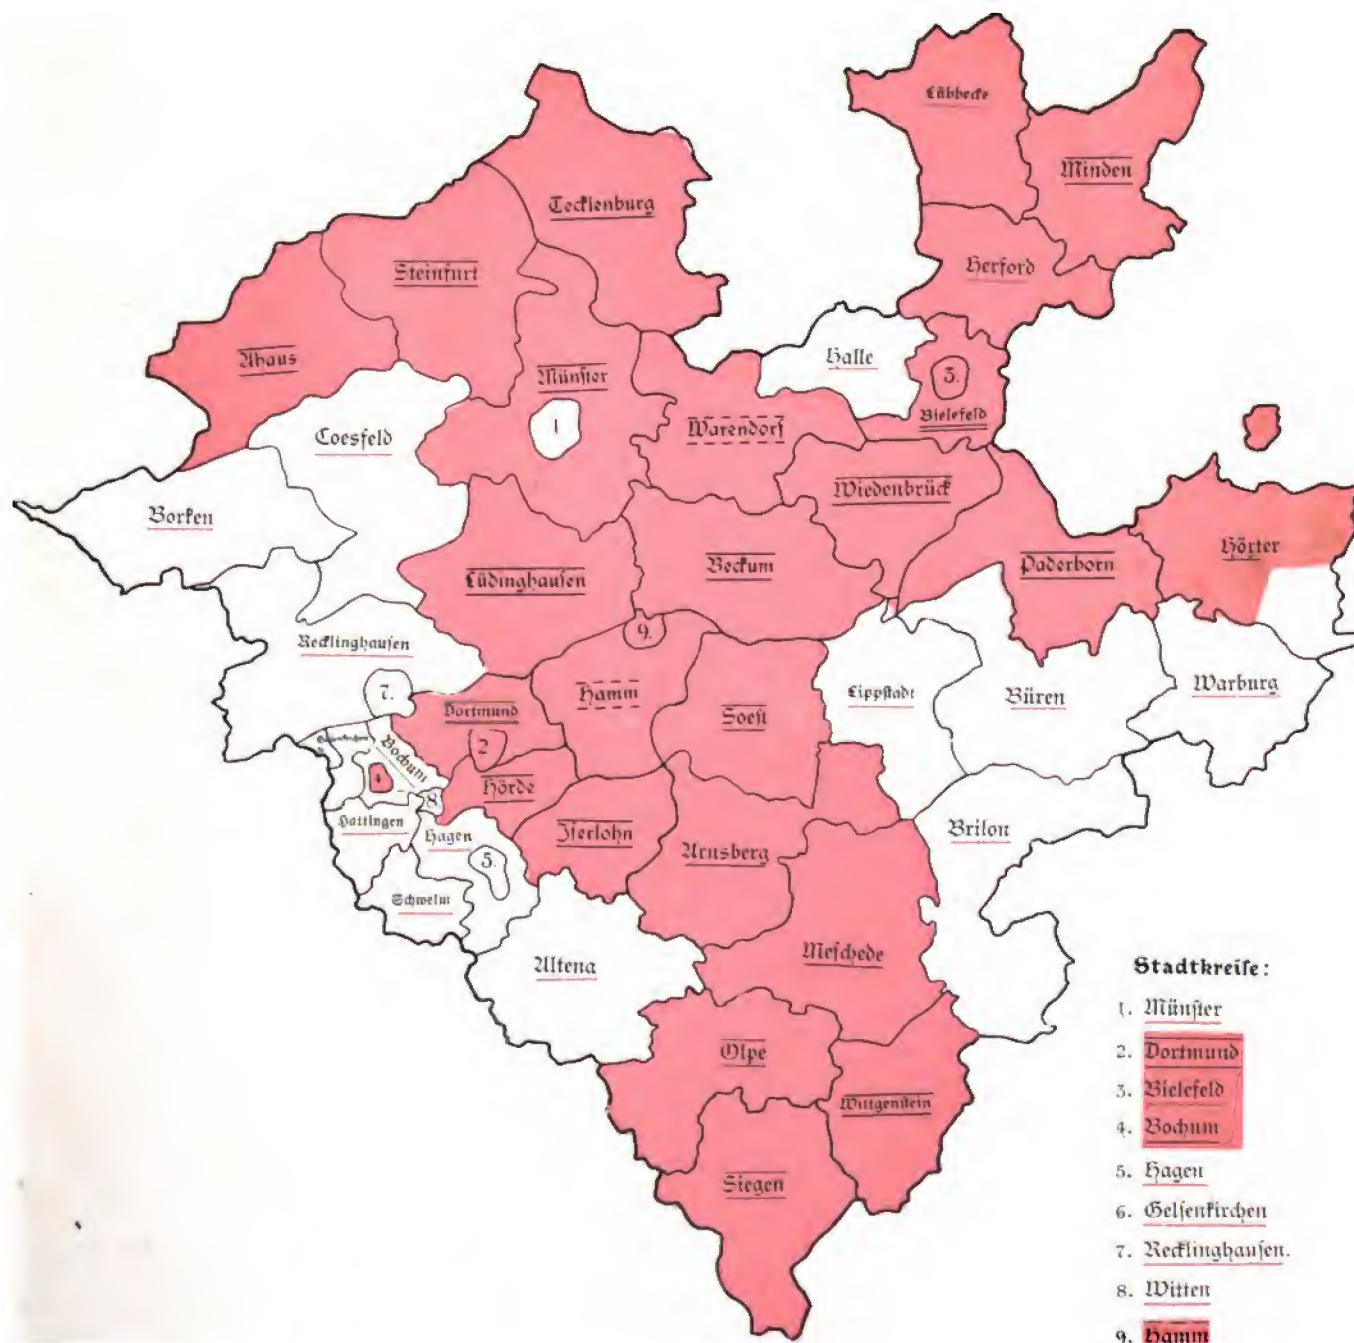 Lübbecke
Minden
Tecklenburg
Steinfurt
Herford
Ahaus
Halle
Münster
3.
Bielefeld
1
Warendorf
Coesfeld
Wiedenbrück
Borken
Höxter
Lüdinghausen
Beckum
Paderborn
9.
Recklinghausen
7.
Hamm
Lippstadt
Büren
Warburg
Dortmund
Soest
2
Bochum
4.
8.
Hörde
Hattingen
Hagen
Iserlohn
Brilon
5.
Arnsberg
Schwelm
Altena
Meschede
Olpe
Wittgenstein
Siegen
Stadtkreise:
1. Münster
2. Dortmund
3. Bielefeld
4. Bochum
5. Hagen
6. Gelsenkirchen
7. Recklinghausen.
8. Witten
9. Hamm